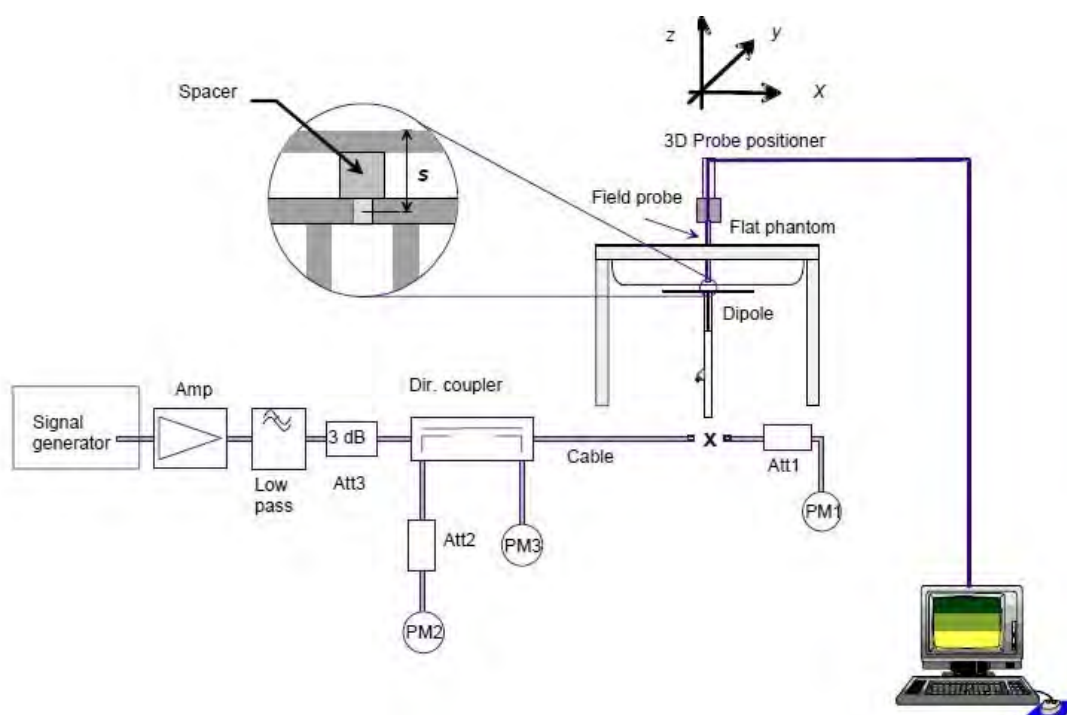 z
y
x
Spacer
s
3D Probe positioner
Field probe
Flat phantom
Dipole
Signal
generator
Amp
Low
pass
3 dB
Att3
Dir. coupler
Cable
x
Att1
PM1
Att2
PM3
PM2